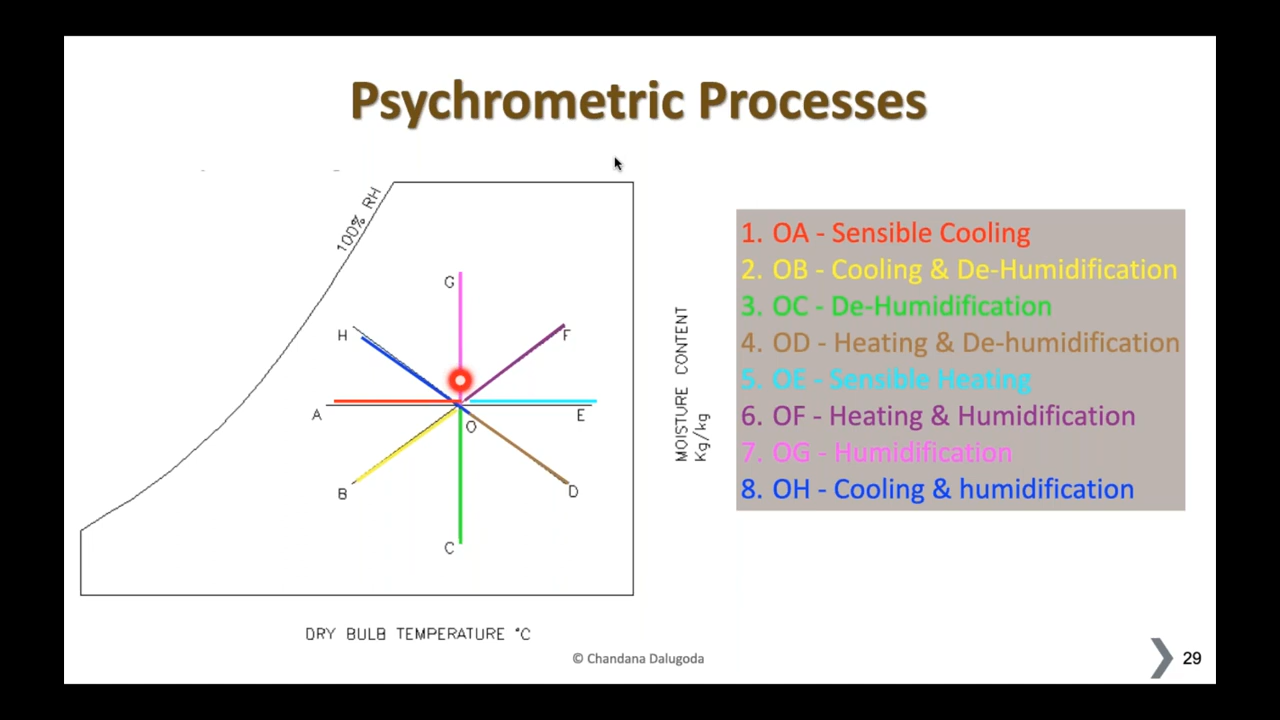 Psychrometric Processes
100% RH
G
H
F
A
E
O
B
D
C
MOISTURE CONTENT
Kg/kg
DRY BULB TEMPERATURE °C
1. OA - Sensible Cooling
2. OB - Cooling & De-Humidification
3. OC - De-Humidification
4. OD - Heating & De-humidification
5. OE - Sensible Heating
6. OF - Heating & Humidification
7. OG - Humidification
8. OH - Cooling & humidification
© Chandana Dalugoda
29